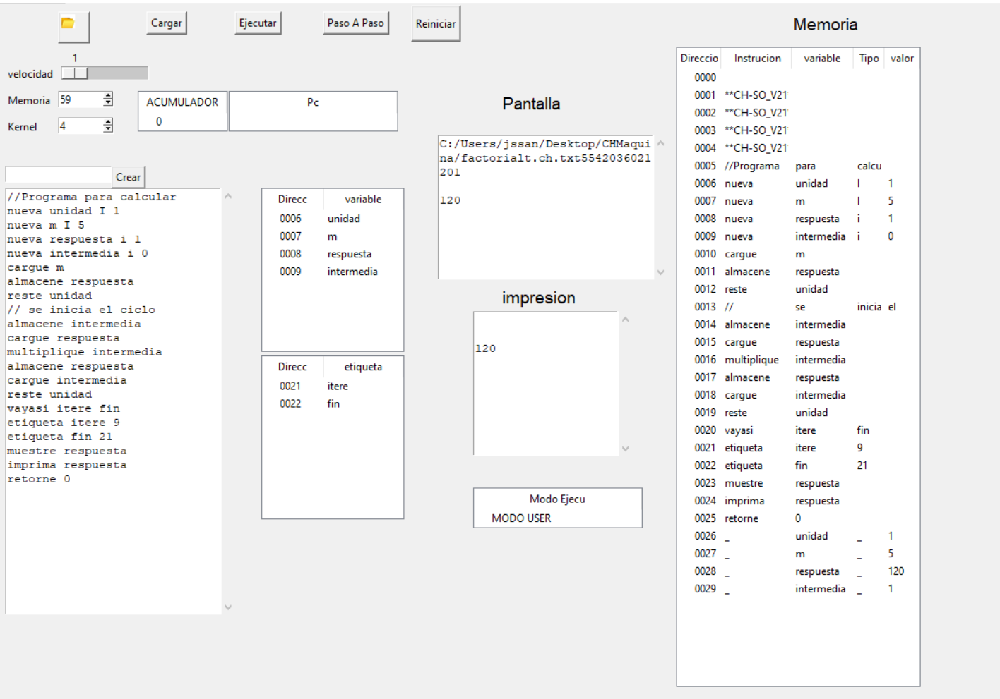 Cargar Ejecutar Paso A Paso Reiniciar
1
velocidad
Memoria 59
Kernel 4
ACUMULADOR
0
Pc
Crear
//Programa para calcular
nueva unidad I 1
nueva m I 5
nueva respuesta i 1
nueva intermedia i 0
cargue m
almacene respuesta
reste unidad
// se inicia el ciclo
almacene intermedia
cargue respuesta
multiplique intermedia
almacene respuesta
cargue intermedia
reste unidad
vayasi itere fin
etiqueta itere 9
etiqueta fin 21
muestre respuesta
imprima respuesta
retorne 0
Direcc variable
0006 unidad
0007 m
0008 respuesta
0009 intermedia
Direcc etiqueta
0021 itere
0022 fin
Pantalla
C:/Users/jssan/Desktop/CHMaqui
na/factorialt.ch.txt5542036021
201
120
impresion
120
Modo Ejecu
MODO USER
Memoria
Direccio Instrucion variable Tipo valor
0000
0001 **CH-SO_V21
0002 **CH-SO_V21
0003 **CH-SO_V21
0004 **CH-SO_V21
0005 //Programa para calcu
0006 nueva unidad I 1
0007 nueva m I 5
0008 nueva respuesta i 1
0009 nueva intermedia i 0
0010 cargue m
0011 almacene respuesta
0012 reste unidad
0013 // se inicia el
0014 almacene intermedia
0015 cargue respuesta
0016 multiplique intermedia
0017 almacene respuesta
0018 cargue intermedia
0019 reste unidad
0020 vayasi itere fin
0021 etiqueta itere 9
0022 etiqueta fin 21
0023 muestre respuesta
0024 imprima respuesta
0025 retorne 0
0026 _ unidad _ 1
0027 _ m _ 5
0028 _ respuesta _ 120
0029 _ intermedia _ 1